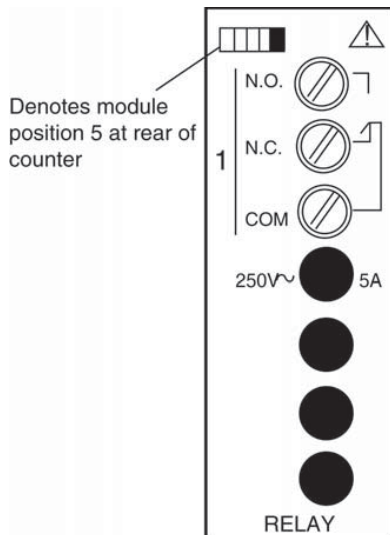 Denotes module
position 5 at rear of
counter
1
N.O.
N.C.
COM
250V~ 5A
RELAY